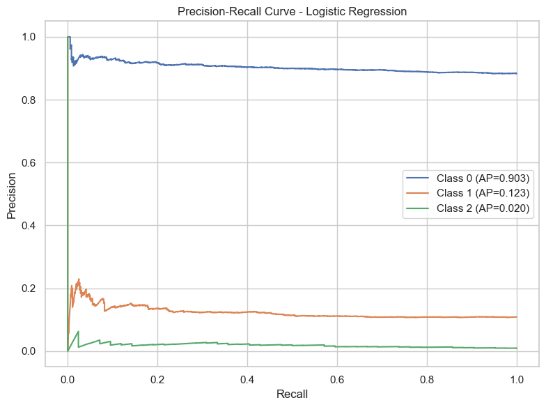 Precision-Recall Curve - Logistic Regression
1.0
0.8
0.6
0.4
0.2
0.0
Precision
Class 0 (AP=0.903)
Class 1 (AP=0.123)
Class 2 (AP=0.020)
0.0 0.2 0.4 0.6 0.8 1.0
Recall